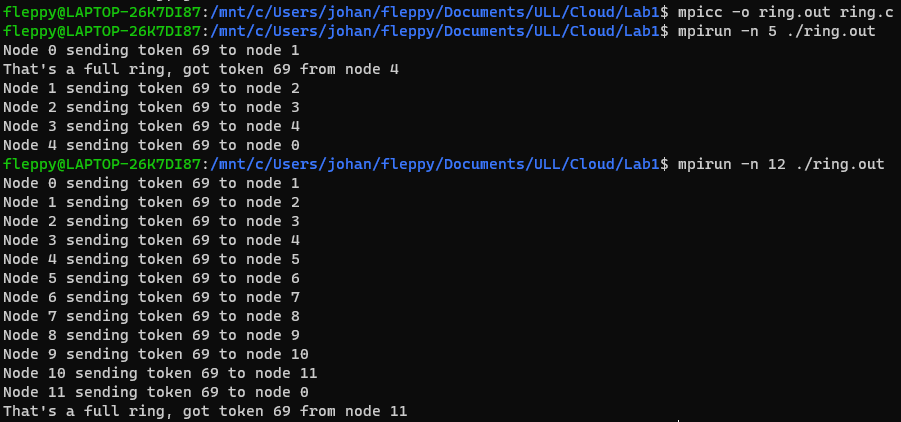 fleppy@LAPTOP-26K7DI87:/mnt/c/Users/johan/fleppy/Documents/ULL/Cloud/Lab1$ mpicc -o ring.out ring.c
fleppy@LAPTOP-26K7DI87:/mnt/c/Users/johan/fleppy/Documents/ULL/Cloud/Lab1$ mpirun -n 5 ./ring.out
Node 0 sending token 69 to node 1
That's a full ring, got token 69 from node 4
Node 1 sending token 69 to node 2
Node 2 sending token 69 to node 3
Node 3 sending token 69 to node 4
Node 4 sending token 69 to node 0
fleppy@LAPTOP-26K7DI87:/mnt/c/Users/johan/fleppy/Documents/ULL/Cloud/Lab1$ mpirun -n 12 ./ring.out
Node 0 sending token 69 to node 1
Node 1 sending token 69 to node 2
Node 2 sending token 69 to node 3
Node 3 sending token 69 to node 4
Node 4 sending token 69 to node 5
Node 5 sending token 69 to node 6
Node 6 sending token 69 to node 7
Node 7 sending token 69 to node 8
Node 8 sending token 69 to node 9
Node 9 sending token 69 to node 10
Node 10 sending token 69 to node 11
Node 11 sending token 69 to node 0
That's a full ring, got token 69 from node 11